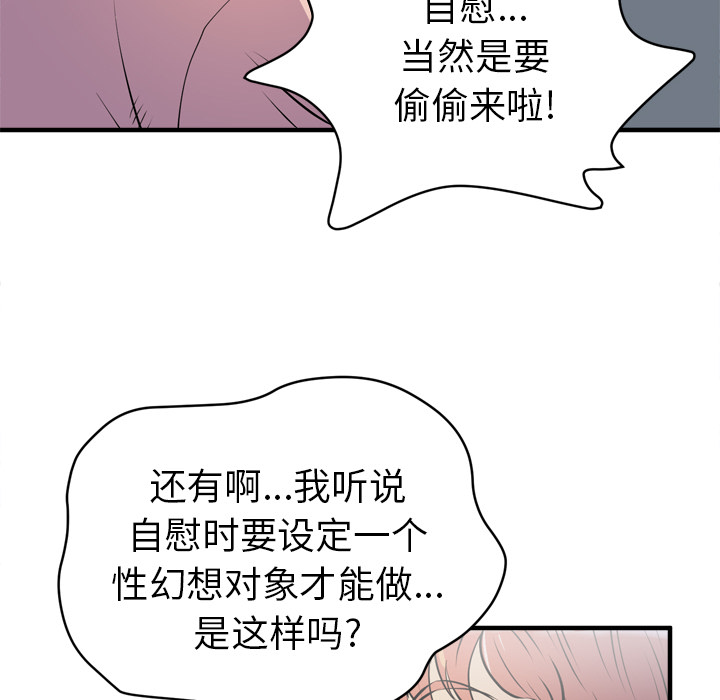 自慰...
当然是要
偷偷来啦!
还有啊...我听说
自慰时要设定一个
性幻想对象才能做...
是这样吗?